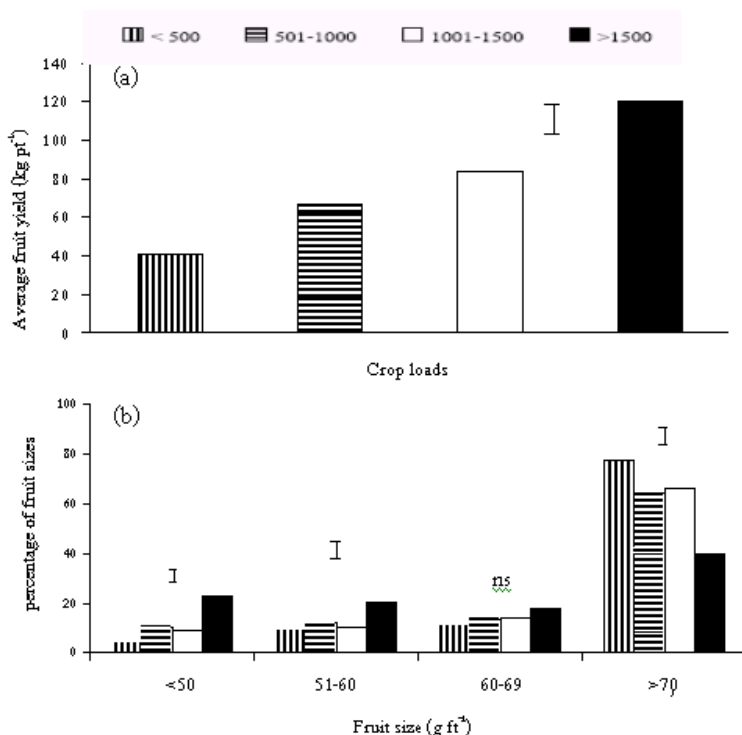 < 500 501-1000 1001-1500 >1500
(a)
Average fruit yield (kg pt⁻¹)
140
120
100
80
60
40
20
0
Crop loads
(b)
percentage of fruit sizes
100
80
60
40
20
0
ns
<50 51-60 60-69 >70
Fruit size (g ft⁻¹)